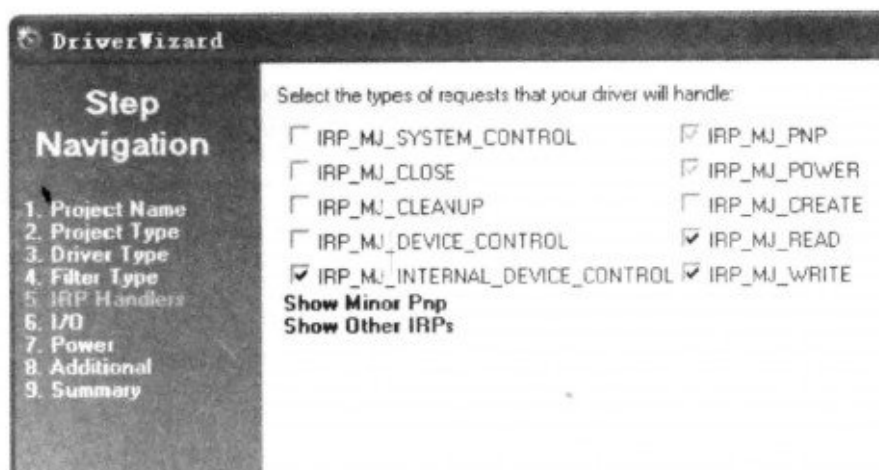 DriverWizard
Step
Navigation
1. Project Name
2. Project Type
3. Driver Type
4. Filter Type
5. IRP Handlers
6. I/O
7. Power
8. Additional
9. Summary
Select the types of requests that your driver will handle:
IRP_MJ_SYSTEM_CONTROL
IRP_MJ_CLOSE
IRP_MJ_CLEANUP
IRP_MJ_DEVICE_CONTROL
IRP_MJ_INTERNAL_DEVICE_CONTROL
IRP_MJ_PNP
IRP_MJ_POWER
IRP_MJ_CREATE
IRP_MJ_READ
IRP_MJ_WRITE
Show Minor Pnp
Show Other IRPs